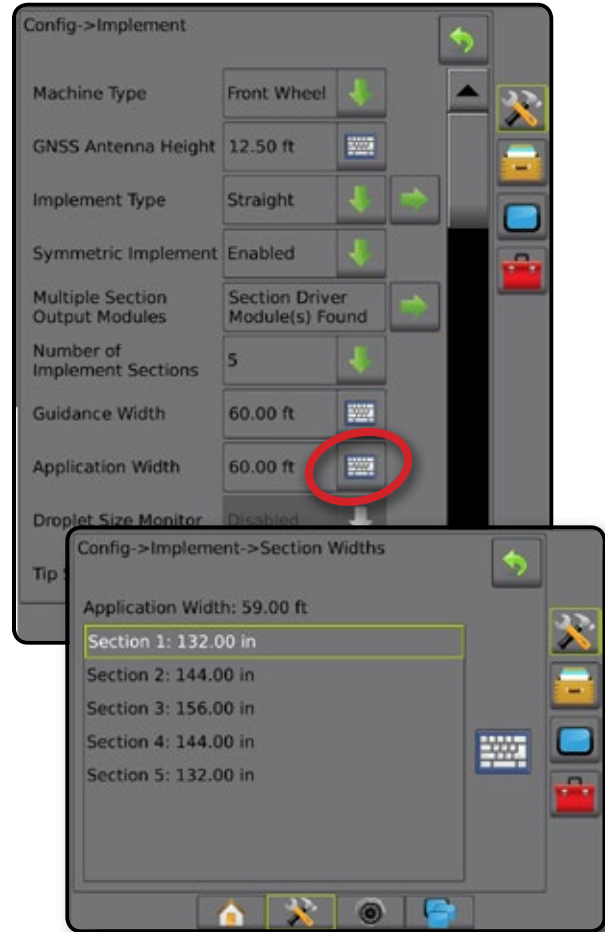 Config->Implement
Machine Type Front Wheel
GNSS Antenna Height 12.50 ft
Implement Type Straight
Symmetric Implement Enabled
Multiple Section Section Driver
Output Modules Module(s) Found
Number of
Implement Sections 5
Guidance Width 60.00 ft
Application Width 60.00 ft
Droplet Size Monitor Disabled
Tip
Config->Implement->Section Widths
Application Width: 59.00 ft
Section 1: 132.00 in
Section 2: 144.00 in
Section 3: 156.00 in
Section 4: 144.00 in
Section 5: 132.00 in